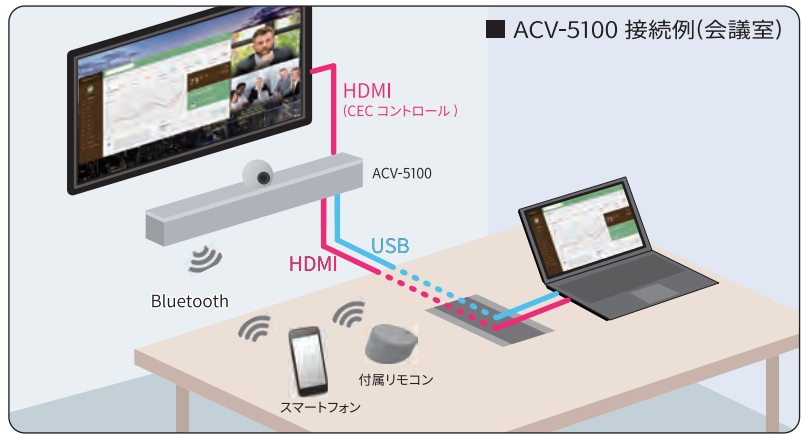 ■ ACV-5100 接続例(会議室)
HDMI
(CEC コントロール )
ACV-5100
USB
HDMI
Bluetooth
付属リモコン
スマートフォン